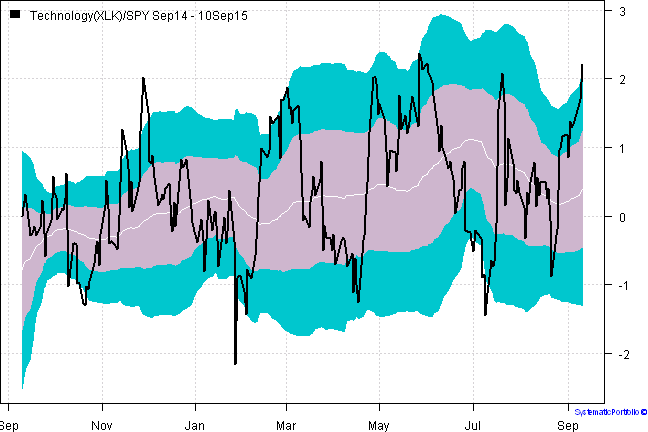 Technology(XLK)/SPY Sep14 - 10Sep15
3
2
1
0
-1
-2
Sep Nov Jan Mar May Jul Sep
SystematicPortfolio ©